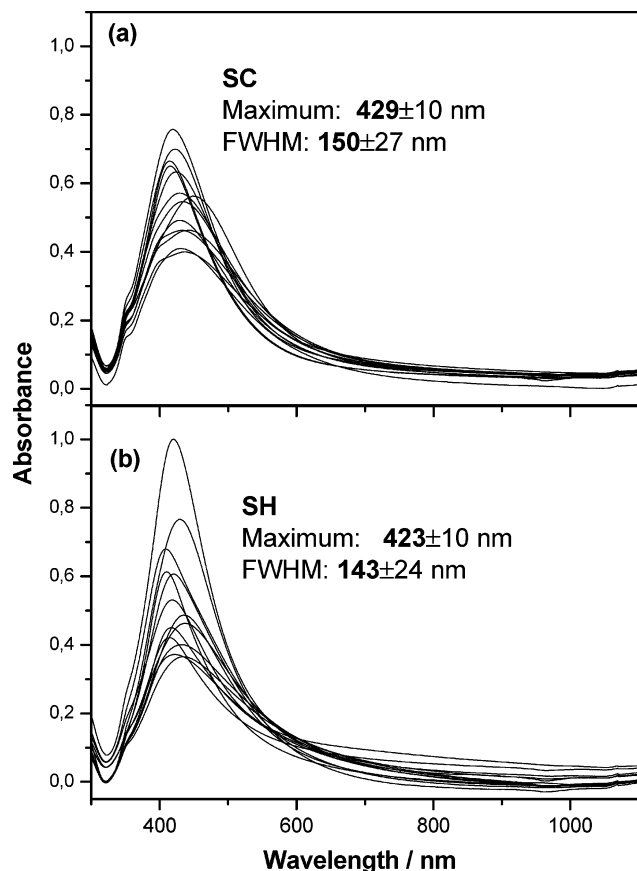 (a)
SC
Maximum: 429±10 nm
FWHM: 150±27 nm
1,0
0,8
0,6
0,4
0,2
0,0
Absorbance
(b)
SH
Maximum: 423±10 nm
FWHM: 143±24 nm
1,0
0,8
0,6
0,4
0,2
0,0
400 600 800 1000
Wavelength / nm